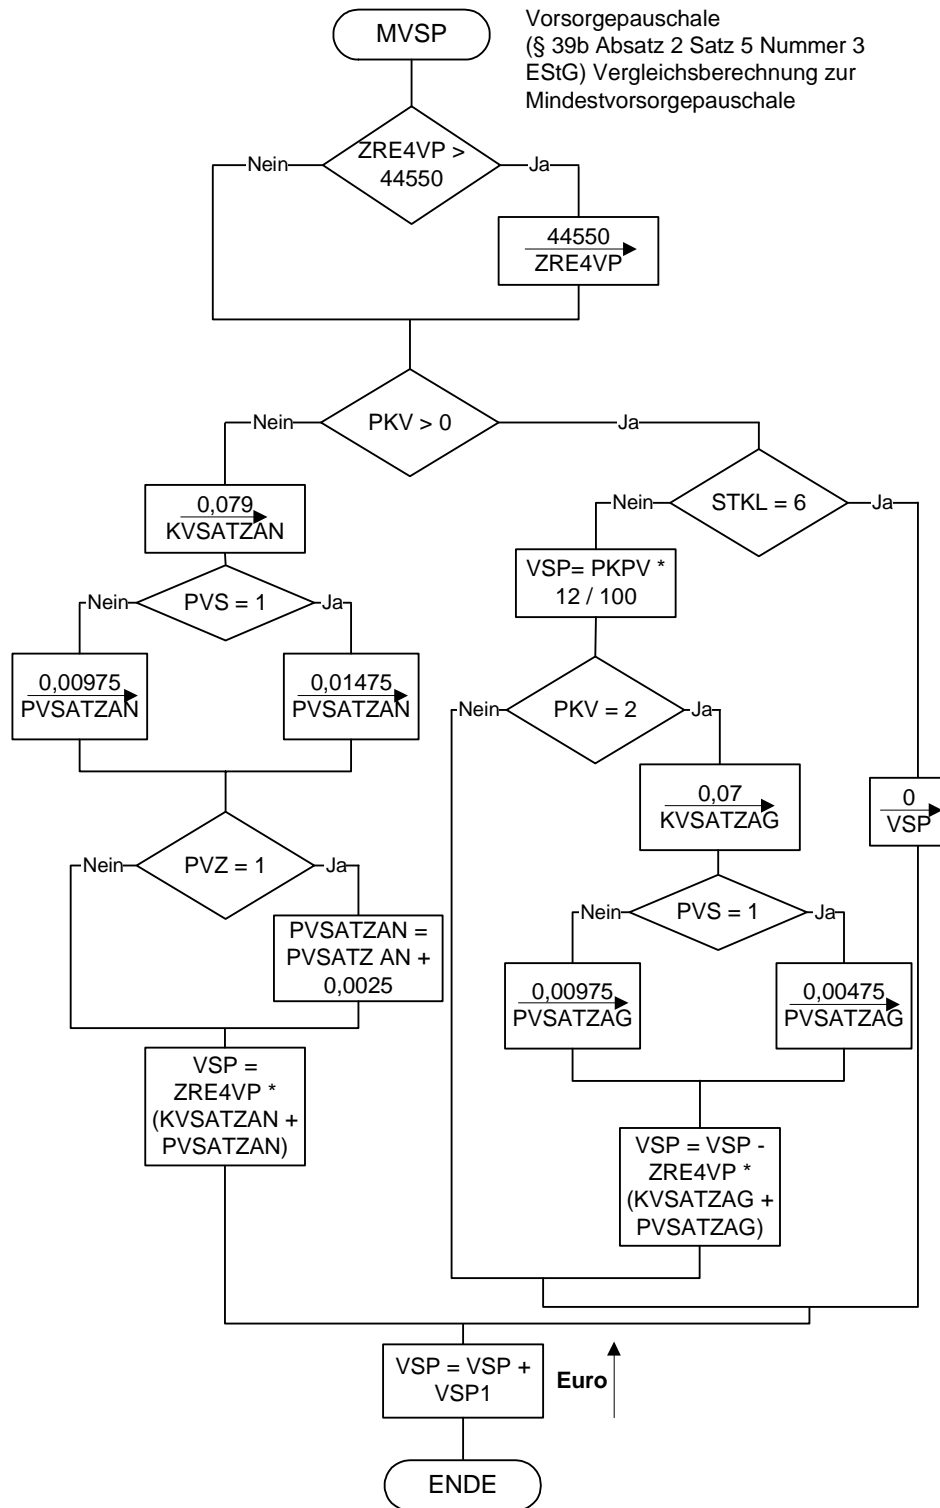 MVSP
Vorsorgepauschale
(§ 39b Absatz 2 Satz 5 Nummer 3
EStG) Vergleichsberechnung zur
Mindestvorsorgepauschale
ZRE4VP >
44550
Nein
Ja
44550
ZRE4VP
PKV > 0
Nein
Ja
0,079
KVSATZAN
PVS = 1
Nein
Ja
0,00975
PVSATZAN
0,01475
PVSATZAN
PVZ = 1
Nein
Ja
PVSATZAN =
PVSATZ AN +
0,0025
VSP =
ZRE4VP *
(KVSATZAN +
PVSATZAN)
STKL = 6
Nein
Ja
VSP= PKPV *
12 / 100
PKV = 2
Nein
Ja
0,07
KVSATZAG
PVS = 1
Nein
Ja
0,00975
PVSATZAG
0,00475
PVSATZAG
VSP = VSP -
ZRE4VP *
(KVSATZAG +
PVSATZAG)
0
VSP
VSP = VSP +
VSP1
Euro
ENDE